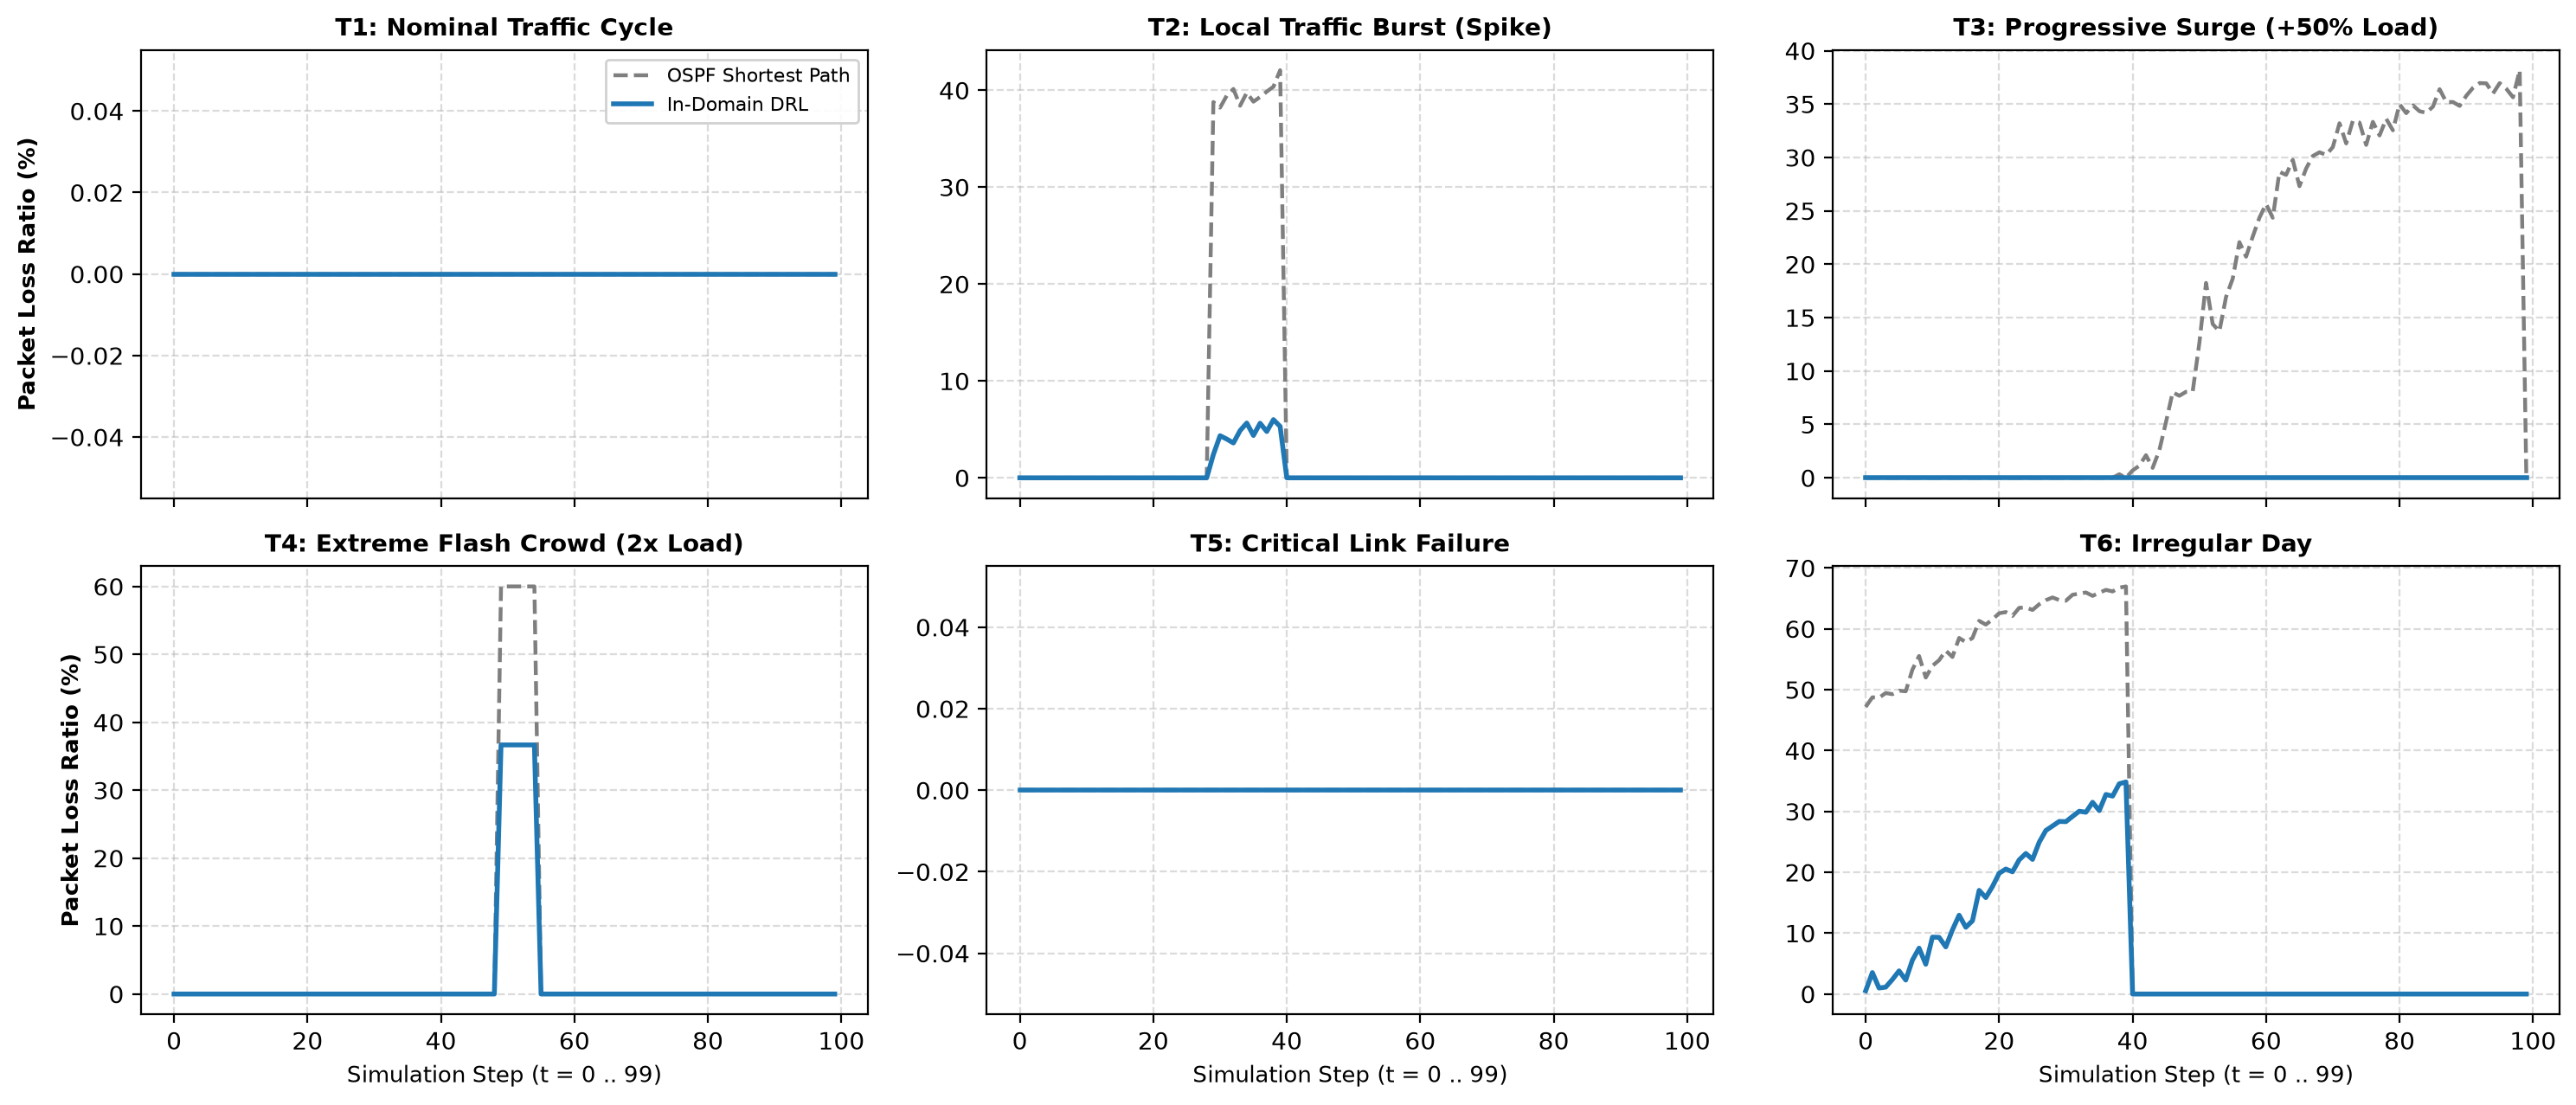 T1: Nominal Traffic Cycle
OSPF Shortest Path
In-Domain DRL
Packet Loss Ratio (%)
0.04
0.02
0.00
−0.02
−0.04
T2: Local Traffic Burst (Spike)
40
30
20
10
0
T3: Progressive Surge (+50% Load)
40
35
30
25
20
15
10
5
0
T4: Extreme Flash Crowd (2x Load)
Packet Loss Ratio (%)
60
50
40
30
20
10
0
0 20 40 60 80 100
Simulation Step (t = 0 .. 99)
T5: Critical Link Failure
0.04
0.02
0.00
−0.02
−0.04
0 20 40 60 80 100
Simulation Step (t = 0 .. 99)
T6: Irregular Day
70
60
50
40
30
20
10
0
0 20 40 60 80 100
Simulation Step (t = 0 .. 99)